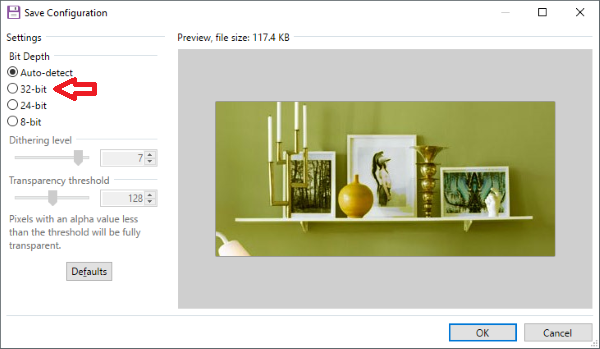 Save Configuration
Settings
Bit Depth
Auto-detect
32-bit
24-bit
8-bit
Dithering level
7
Transparency threshold
128
Pixels with an alpha value less
than the threshold will be fully
transparent.
Defaults
Preview, file size: 117.4 KB
OK
Cancel